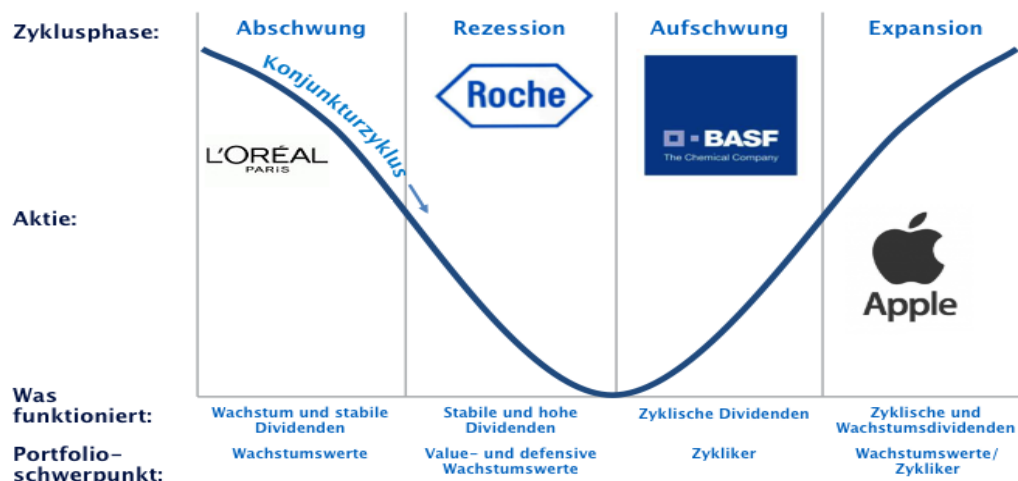 Zyklusphase:
Abschwung
Rezession
Aufschwung
Expansion
Konjunkturzyklus
Roche
BASF
The Chemical Company
L'ORÉAL
PARIS
Aktie:
Apple
Was
funktioniert:
Wachstum und stabile
Dividenden
Stabile und hohe
Dividenden
Zyklische Dividenden
Zyklische und
Wachstumsdividenden
Portfolio–
schwerpunkt:
Wachstumswerte
Value– und defensive
Wachstumswerte
Zykliker
Wachstumswerte/
Zykliker